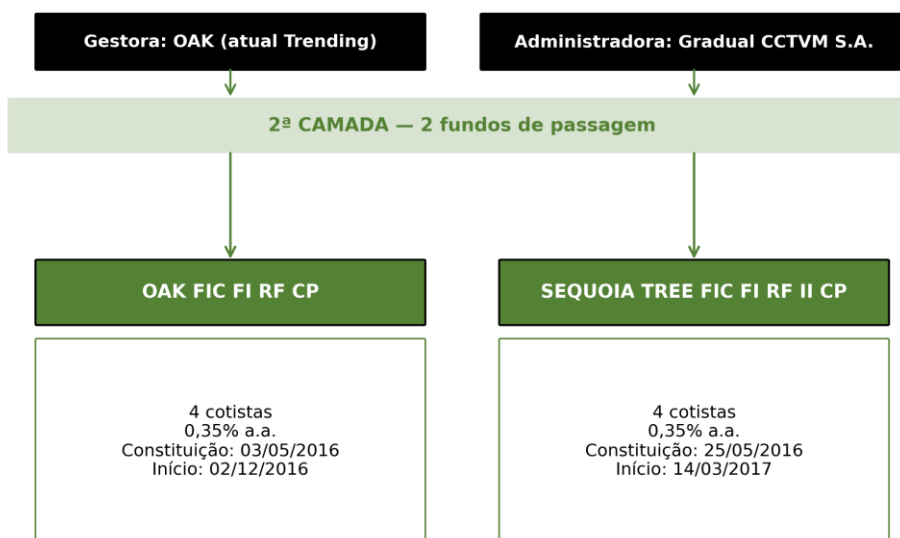 Gestora: OAK (atual Trending)
Administradora: Gradual CCTVM S.A.
2ª CAMADA — 2 fundos de passagem
OAK FIC FI RF CP
SEQUOIA TREE FIC FI RF II CP
4 cotistas
0,35% a.a.
Constituição: 03/05/2016
Início: 02/12/2016
4 cotistas
0,35% a.a.
Constituição: 25/05/2016
Início: 14/03/2017